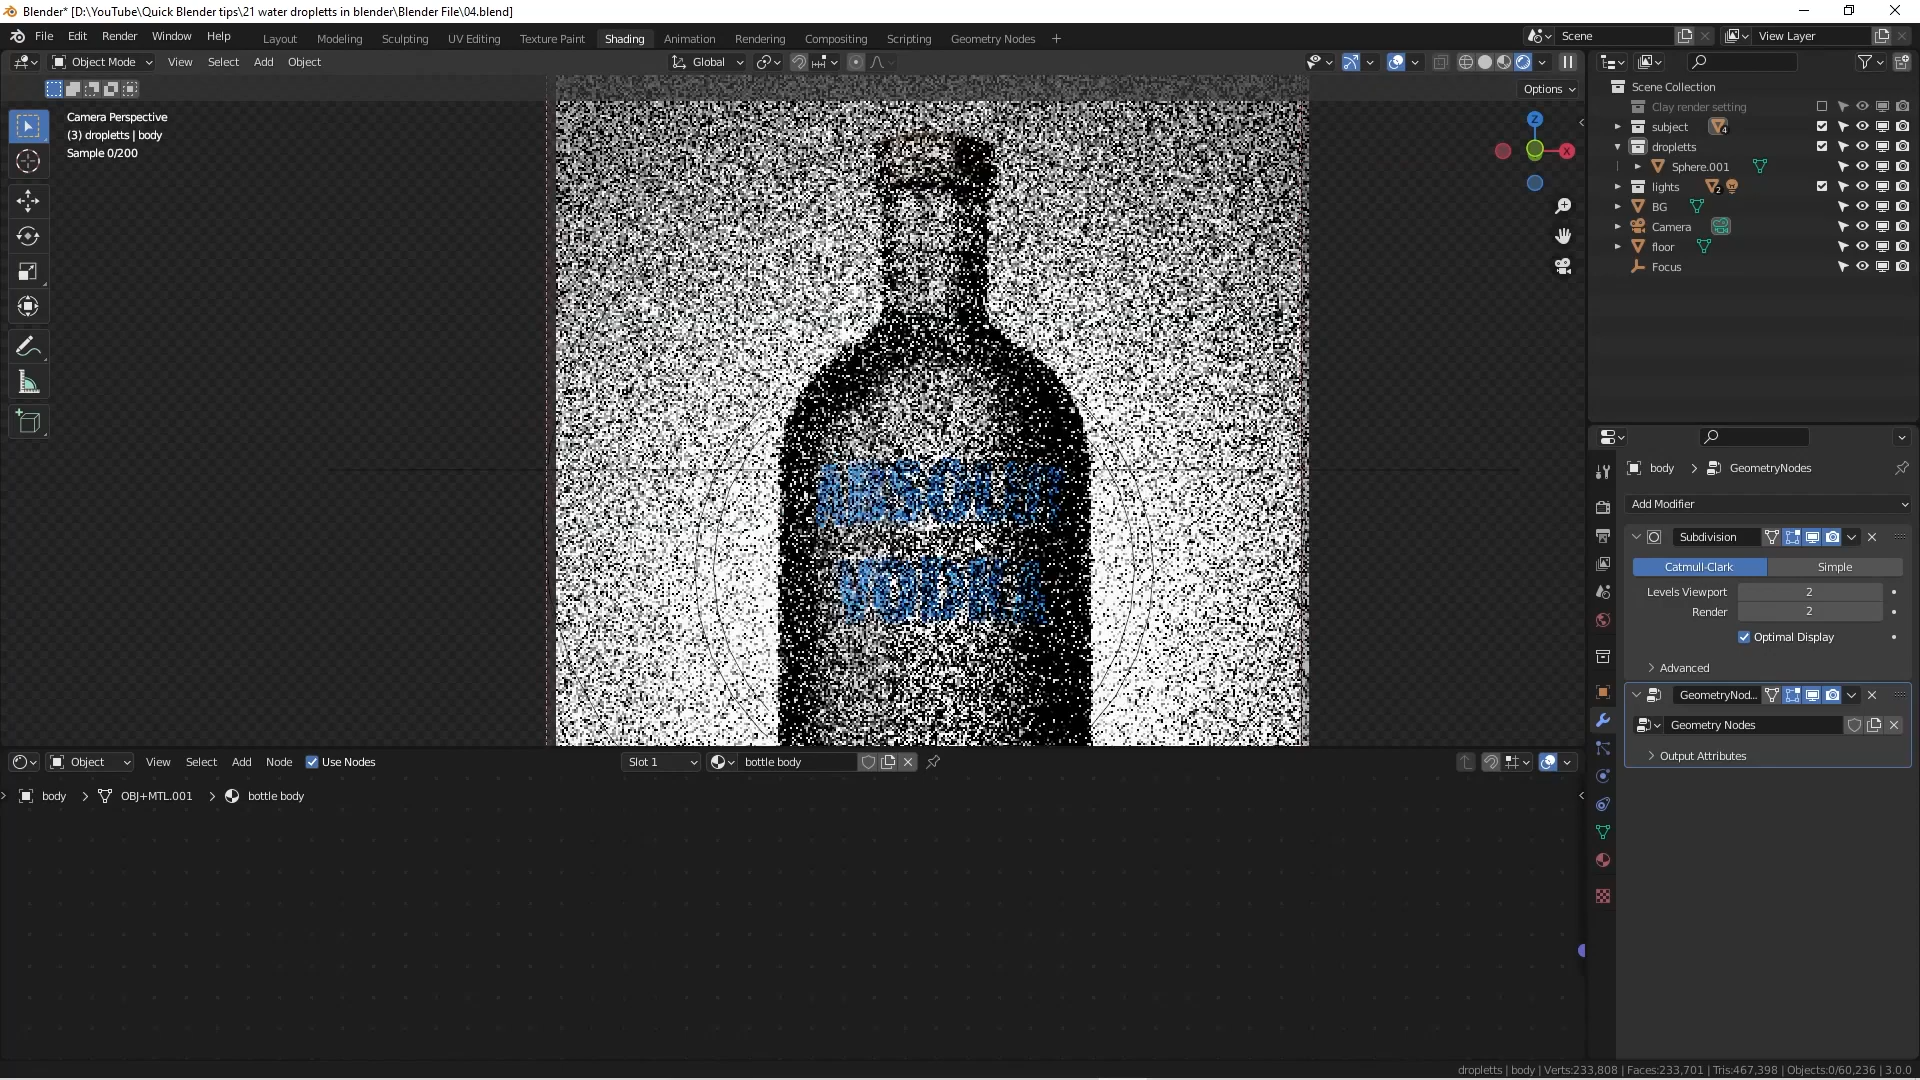 Blender* [D:\YouTube\Quick Blender tips\21 water dropletts in blender\Blender File\04.blend]
File Edit Render Window Help Layout Modeling Sculpting UV Editing Texture Paint Shading Animation Rendering Compositing Scripting Geometry Nodes + Scene View Layer
Object Mode View Select Add Object Global
Options
Camera Perspective
(3) dropletts | body
Sample 0/200
Z
X
ABSOLUT
VODKA
Scene Collection
Clay render setting
subject 4
dropletts
Sphere.001
lights 2
BG
Camera
floor
Focus
body > GeometryNodes
Add Modifier
Subdivision
Catmull-Clark Simple
Levels Viewport 2
Render 2
Optimal Display
Advanced
GeometryNod...
Geometry Nodes
Output Attributes
Object View Select Add Node Use Nodes Slot 1 bottle body
body > OBJ+MTL.001 > bottle body
dropletts | body | Verts:233,808 | Faces:233,701 | Tris:467,398 | Objects:0/60,236 | 3.0.0